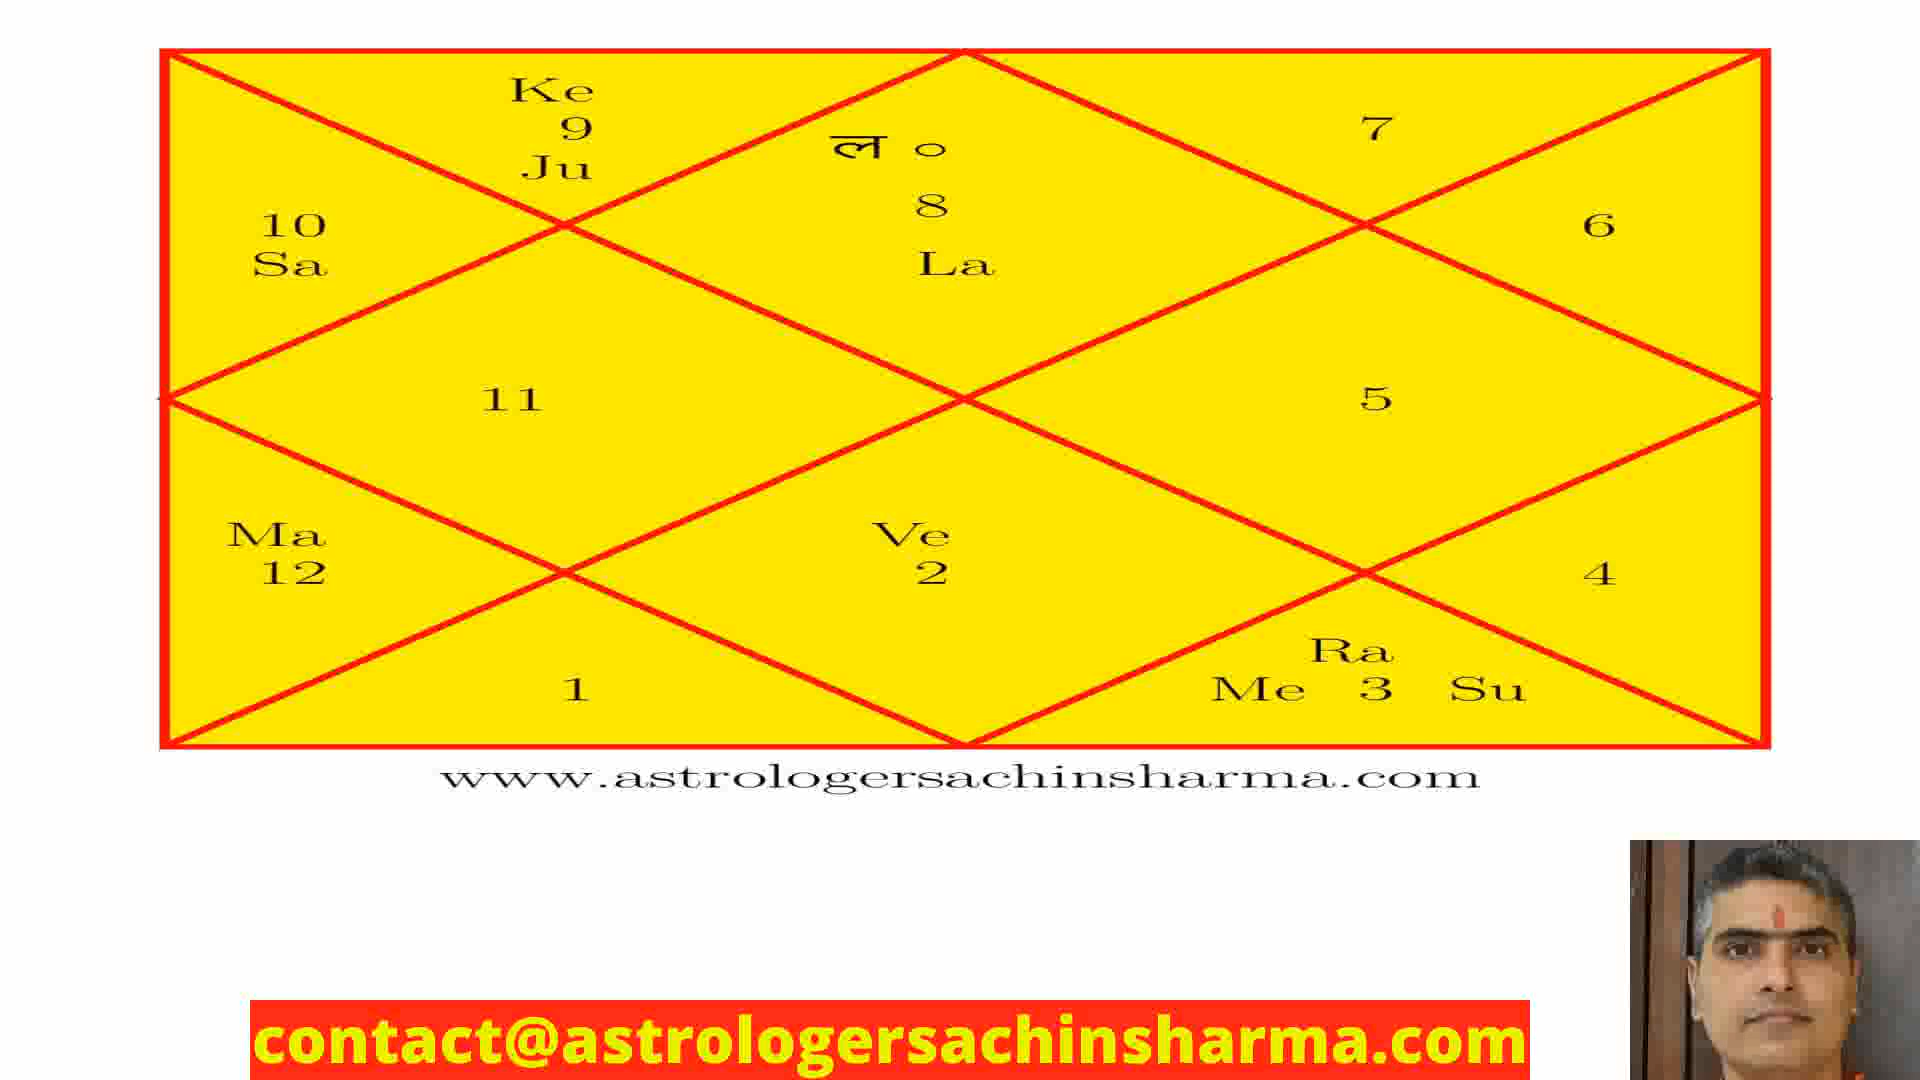 Ke
9
Ju
ल ०
8
La
7
10
Sa
6
11
5
Ma
12
Ve
2
4
1
Ra
Me 3 Su
www.astrologersachinsharma.com
contact@astrologersachinsharma.com